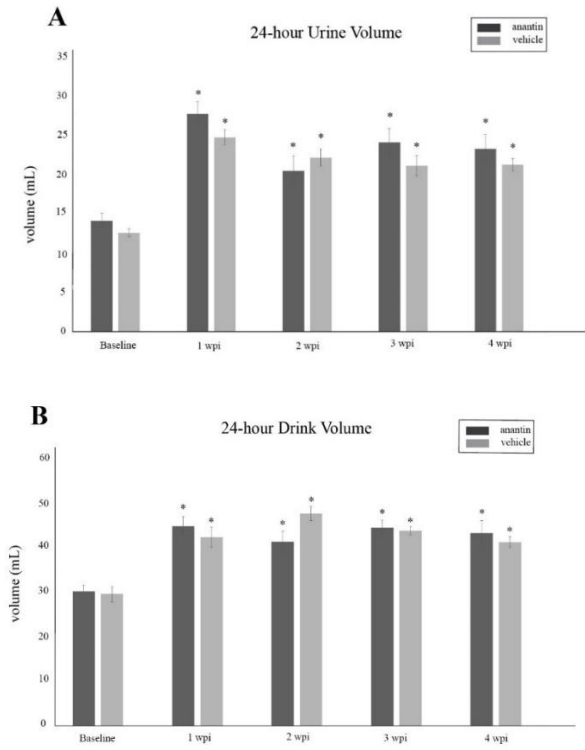 A
24-hour Urine Volume
anantin
vehicle
volume (mL)
35
30
25
20
15
10
5
0
*
*
*
*
*
*
*
*
Baseline 1 wpi 2 wpi 3 wpi 4 wpi
B
24-hour Drink Volume
anantin
vehicle
volume (mL)
60
50
40
30
20
10
0
*
*
*
*
*
*
*
*
Baseline 1 wpi 2 wpi 3 wpi 4 wpi